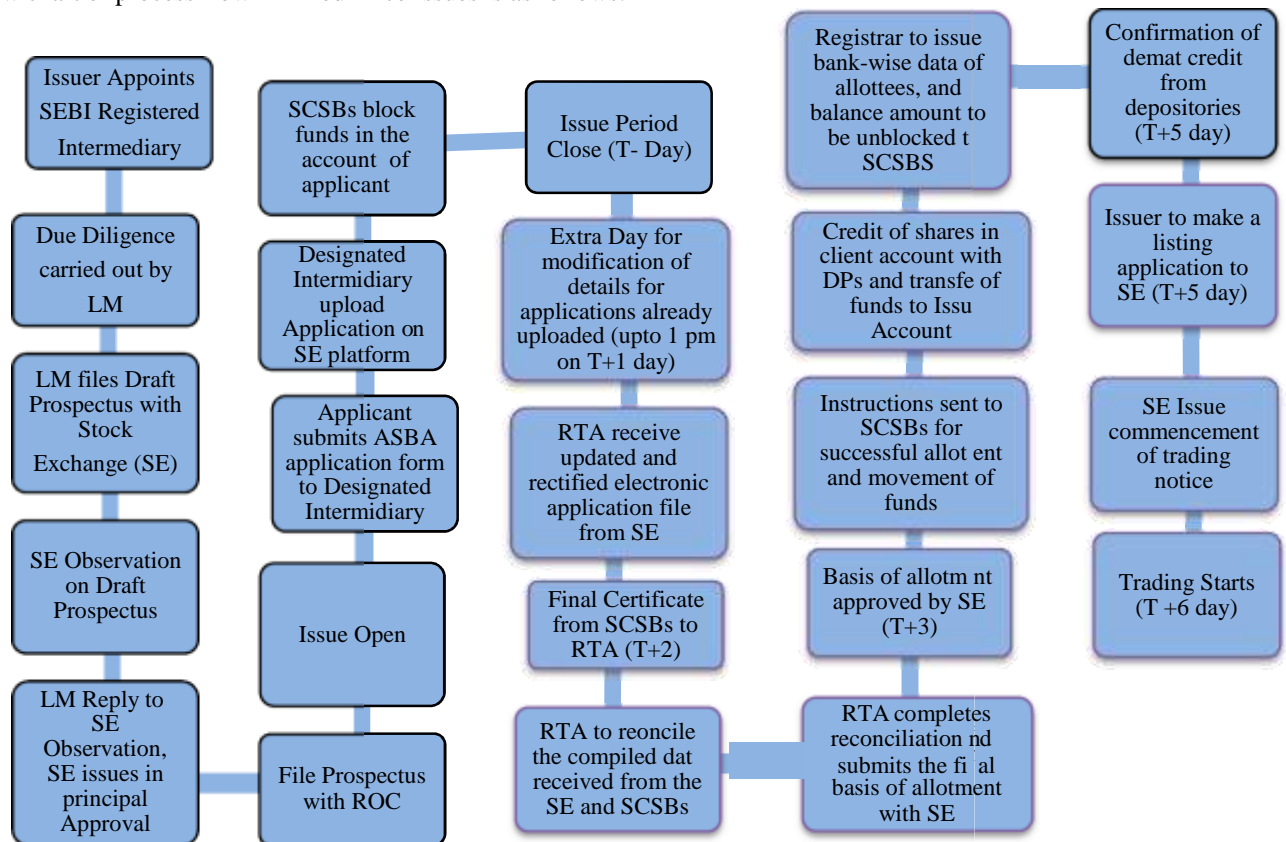 Issuer Appoints
SEBI Registered
Intermediary
Due Diligence
carried out by
LM
LM files Draft
Prospectus with
Stock
Exchange (SE)
SE Observation
on Draft
Prospectus
LM Reply to
SE
Observation,
SE issues in
principal
Approval
SCSBs block
funds in the
account of
applicant
Designated
Intermidiary
upload
Application on
SE platform
Applicant
submits ASBA
application form
to Designated
Intermidiary
Issue Open
File Prospectus
with ROC
Issue Period
Close (T- Day)
Extra Day for
modification of
details for
applications already
uploaded (upto 1 pm
on T+1 day)
RTA receive
updated and
rectified electronic
application file
from SE
Final Certificate
from SCSBs to
RTA (T+2)
RTA to reoncile
the compiled dat
received from the
SE and SCSBs
Registrar to issue
bank-wise data of
allottees, and
balance amount to
be unblocked t
SCSBS
Credit of shares in
client account with
DPs and transfe of
funds to Issu
Account
Instructions sent to
SCSBs for
successful allot ent
and movement of
funds
Basis of allotm nt
approved by SE
(T+3)
RTA completes
reconciliation nd
submits the fi al
basis of allotment
with SE
Confirmation of
demat credit
from
depositories
(T+5 day)
Issuer to make a
listing
application to
SE (T+5 day)
SE Issue
commencement
of trading
notice
Trading Starts
(T +6 day)